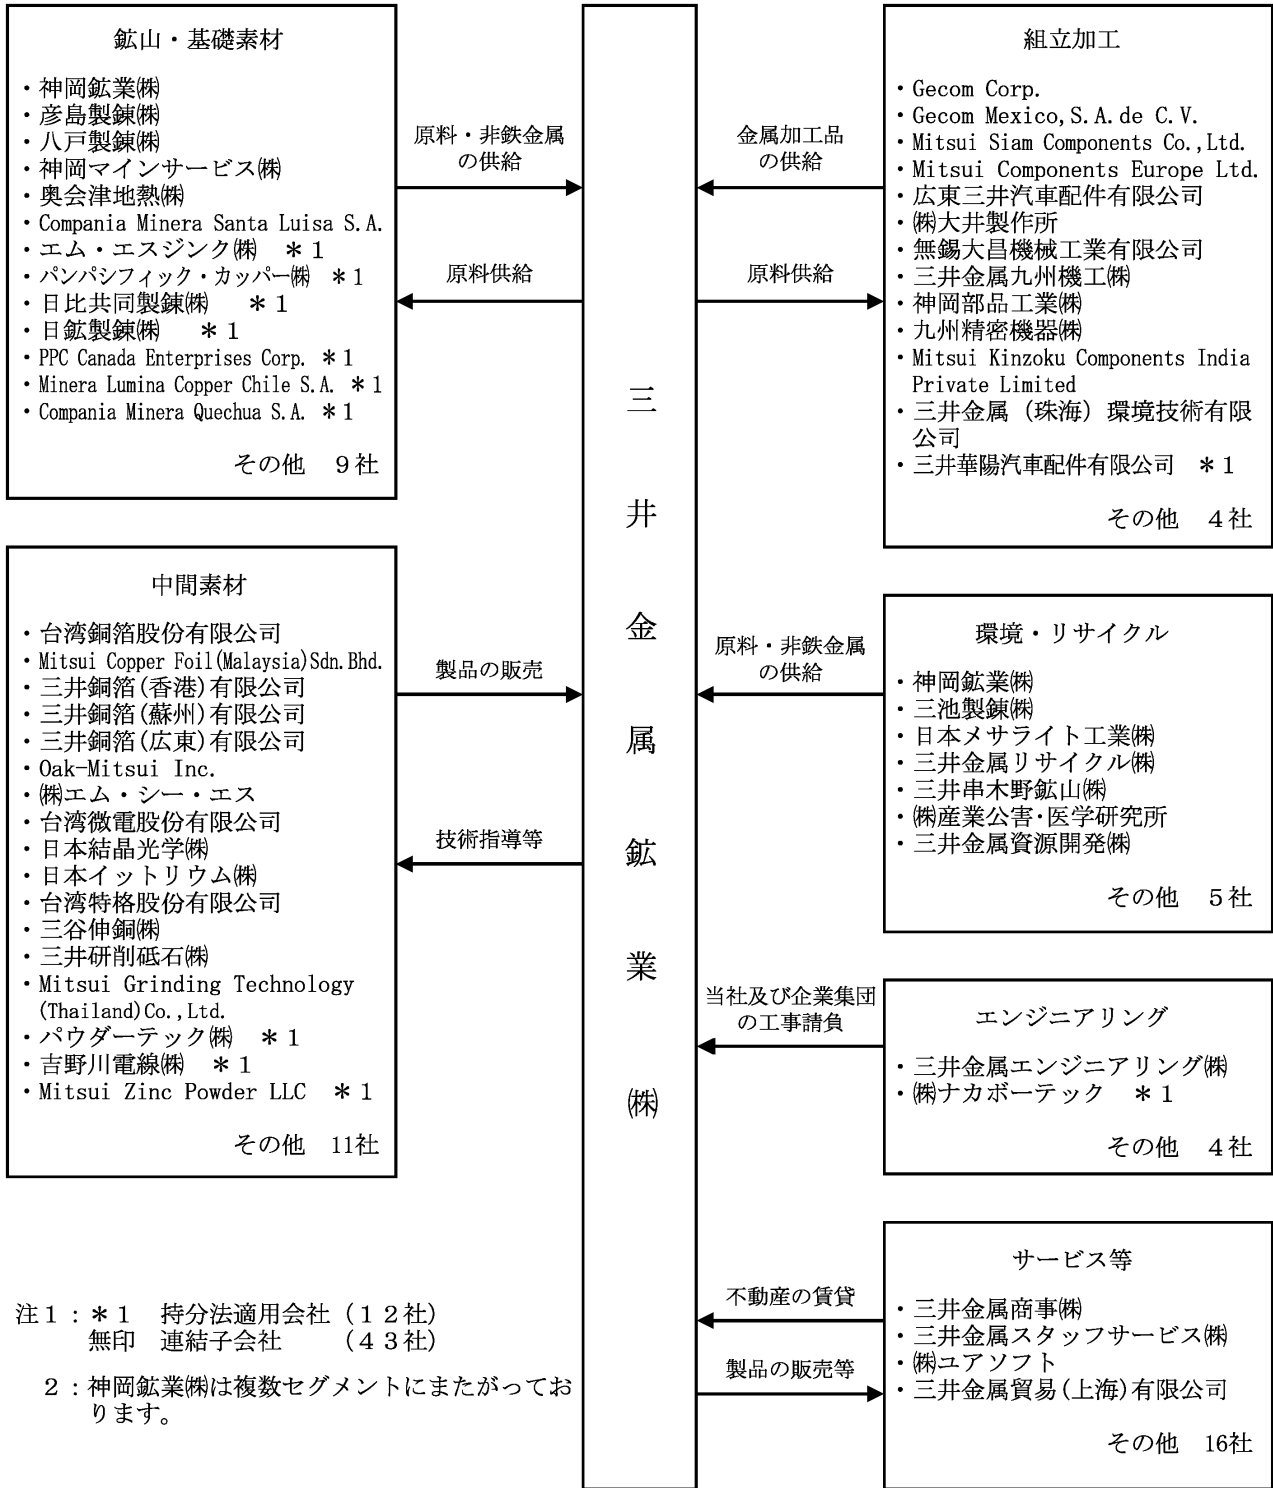 鉱山・基礎素材
・神岡鉱業㈱
・彦島製錬㈱
・八戸製錬㈱
・神岡マインサービス㈱
・奥会津地熱㈱
・Compania Minera Santa Luisa S.A.
・エム・エスジンク㈱　＊１
・パンパシフィック・カッパー㈱　＊１
・日比共同製錬㈱　＊１
・日鉱製錬㈱　＊１
・PPC Canada Enterprises Corp. ＊１
・Minera Lumina Copper Chile S.A. ＊１
・Compania Minera Quechua S.A. ＊１
その他　９社
原料・非鉄金属
の供給
原料供給
中間素材
・台湾銅箔股份有限公司
・Mitsui Copper Foil(Malaysia)Sdn.Bhd.
・三井銅箔(香港)有限公司
・三井銅箔(蘇州)有限公司
・三井銅箔(広東)有限公司
・Oak-Mitsui Inc.
・㈱エム・シー・エス
・台湾微電股份有限公司
・日本結晶光学㈱
・日本イットリウム㈱
・台湾特格股份有限公司
・三谷伸銅㈱
・三井研削砥石㈱
・Mitsui Grinding Technology
(Thailand)Co.,Ltd.
・パウダーテック㈱　＊１
・吉野川電線㈱　＊１
・Mitsui Zinc Powder LLC　＊１
その他　11社
製品の販売
技術指導等
三井金属鉱業㈱
金属加工品
の供給
原料供給
組立加工
・Gecom Corp.
・Gecom Mexico,S.A.de C.V.
・Mitsui Siam Components Co.,Ltd.
・Mitsui Components Europe Ltd.
・広東三井汽車配件有限公司
・㈱大井製作所
・無錫大昌機械工業有限公司
・三井金属九州機工㈱
・神岡部品工業㈱
・九州精密機器㈱
・Mitsui Kinzoku Components India
Private Limited
・三井金属（珠海）環境技術有限
公司
・三井華陽汽車配件有限公司　＊１
その他　４社
原料・非鉄金属
の供給
環境・リサイクル
・神岡鉱業㈱
・三池製錬㈱
・日本メサライト工業㈱
・三井金属リサイクル㈱
・三井串木野鉱山㈱
・㈱産業公害･医学研究所
・三井金属資源開発㈱
その他　５社
当社及び企業集団
の工事請負
エンジニアリング
・三井金属エンジニアリング㈱
・㈱ナカボーテック　＊１
その他　４社
不動産の賃貸
製品の販売等
サービス等
・三井金属商事㈱
・三井金属スタッフサービス㈱
・㈱ユアソフト
・三井金属貿易(上海)有限公司
その他　16社
注１：＊１　持分法適用会社（１２社）
無印　連結子会社　（４３社）
２：神岡鉱業㈱は複数セグメントにまたがってお
ります。